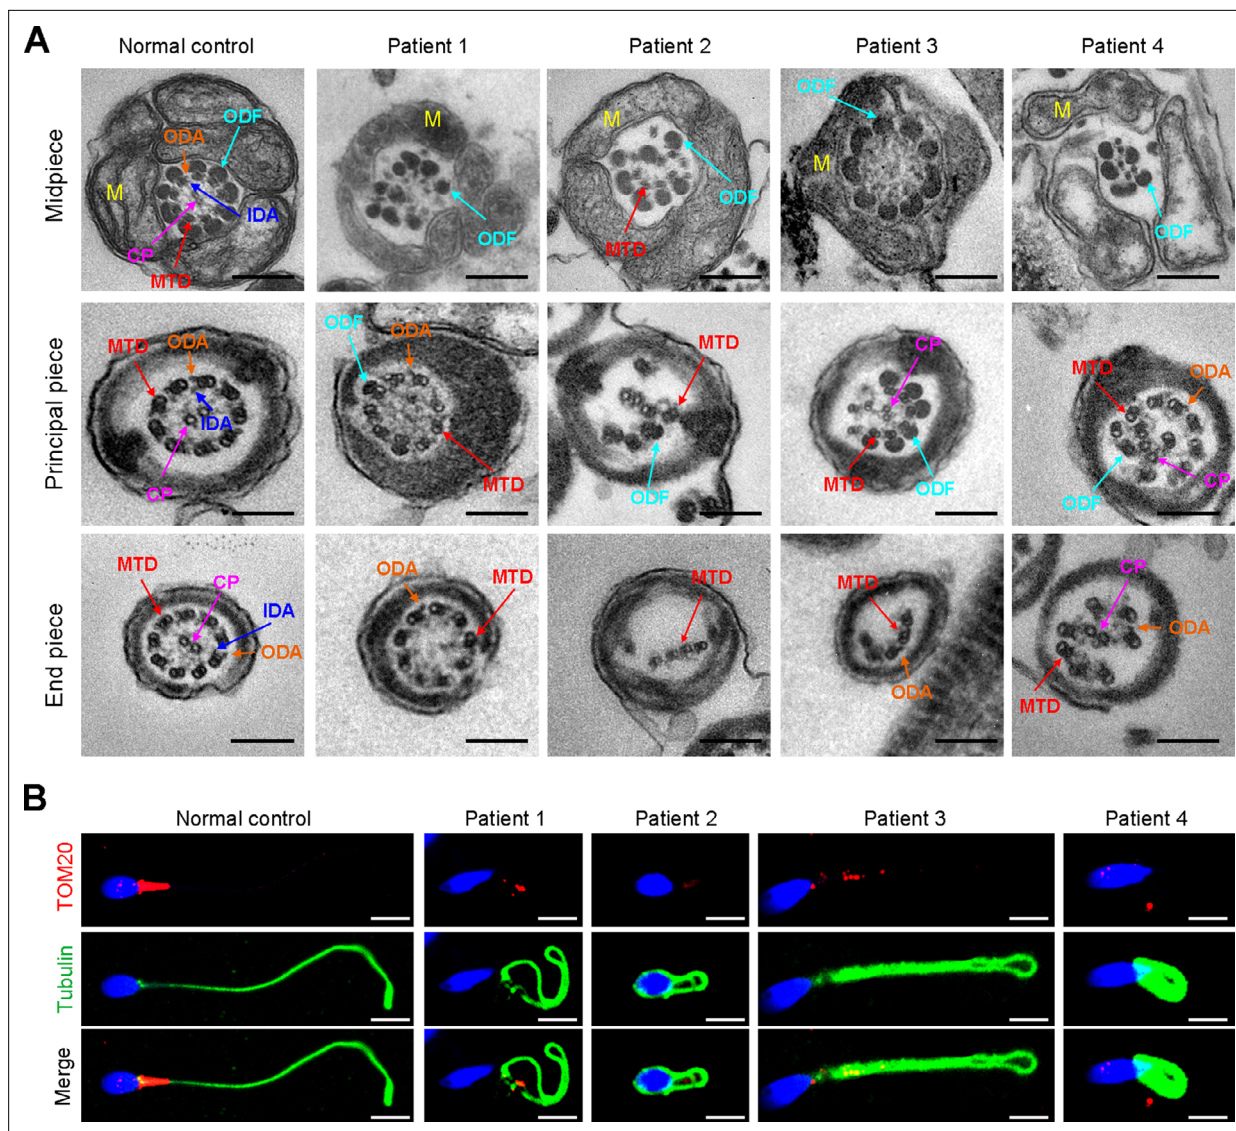 A
Normal control Patient 1 Patient 2 Patient 3 Patient 4
Midpiece
ODA ODF M IDA CP MTD
M ODF
M ODF MTD
ODF M
M ODF
Principal piece
MTD ODA IDA CP
ODF ODA MTD
MTD ODF
CP MTD ODF
MTD ODA ODF CP
End piece
MTD CP IDA ODA
ODA MTD
MTD
MTD ODA
CP ODA MTD
B
Normal control Patient 1 Patient 2 Patient 3 Patient 4
TOM20
Tubulin
Merge